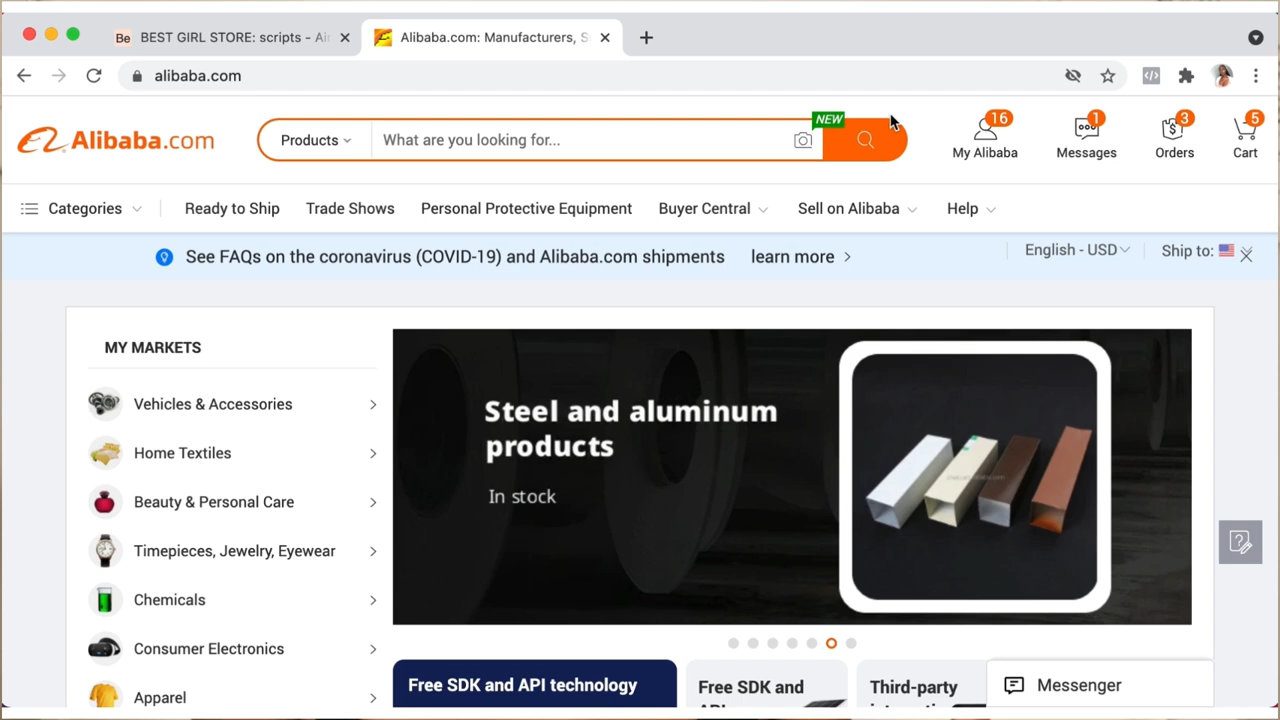 Be BEST GIRL STORE: scripts - Air
Alibaba.com: Manufacturers, S
alibaba.com
Alibaba.com
Products
What are you looking for...
NEW
16
My Alibaba
1
Messages
3
Orders
5
Cart
Categories
Ready to Ship
Trade Shows
Personal Protective Equipment
Buyer Central
Sell on Alibaba
Help
See FAQs on the coronavirus (COVID-19) and Alibaba.com shipments learn more
English - USD
Ship to:
MY MARKETS
Vehicles & Accessories
Home Textiles
Beauty & Personal Care
Timepieces, Jewelry, Eyewear
Chemicals
Consumer Electronics
Apparel
Steel and aluminum
products
In stock
Free SDK and API technology
Free SDK and
Third-party
Messenger